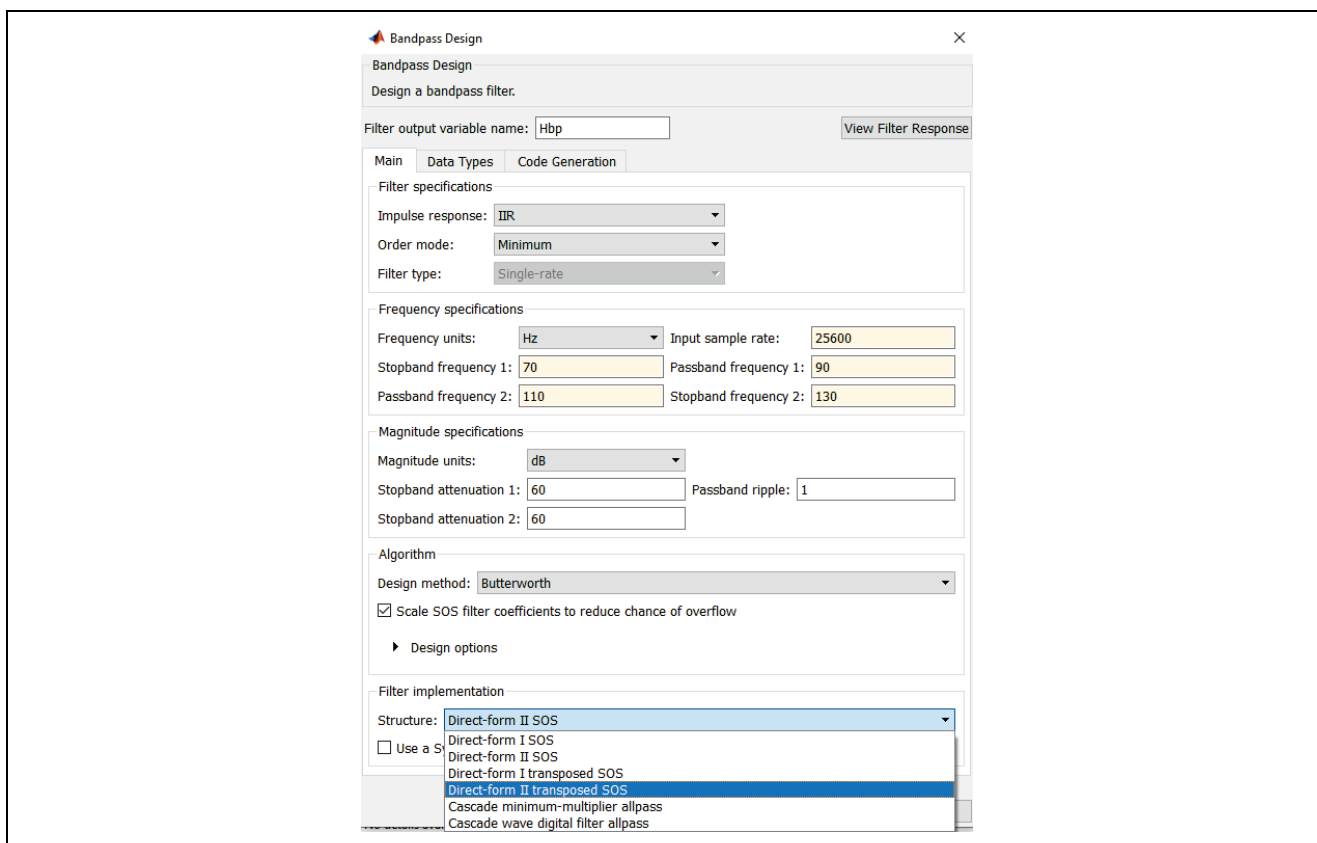 Bandpass Design
Bandpass Design
Design a bandpass filter.
Filter output variable name: Hbp View Filter Response
Main Data Types Code Generation
Filter specifications
Impulse response: IIR
Order mode: Minimum
Filter type: Single-rate
Frequency specifications
Frequency units: Hz Input sample rate: 25600
Stopband frequency 1: 70 Passband frequency 1: 90
Passband frequency 2: 110 Stopband frequency 2: 130
Magnitude specifications
Magnitude units: dB
Stopband attenuation 1: 60 Passband ripple: 1
Stopband attenuation 2: 60
Algorithm
Design method: Butterworth
Scale SOS filter coefficients to reduce chance of overflow
Design options
Filter implementation
Structure: Direct-form II SOS
Direct-form I SOS
Use a Sy
Direct-form II SOS
Direct-form I transposed SOS
Direct-form II transposed SOS
Cascade minimum-multiplier allpass
Cascade wave digital filter allpass